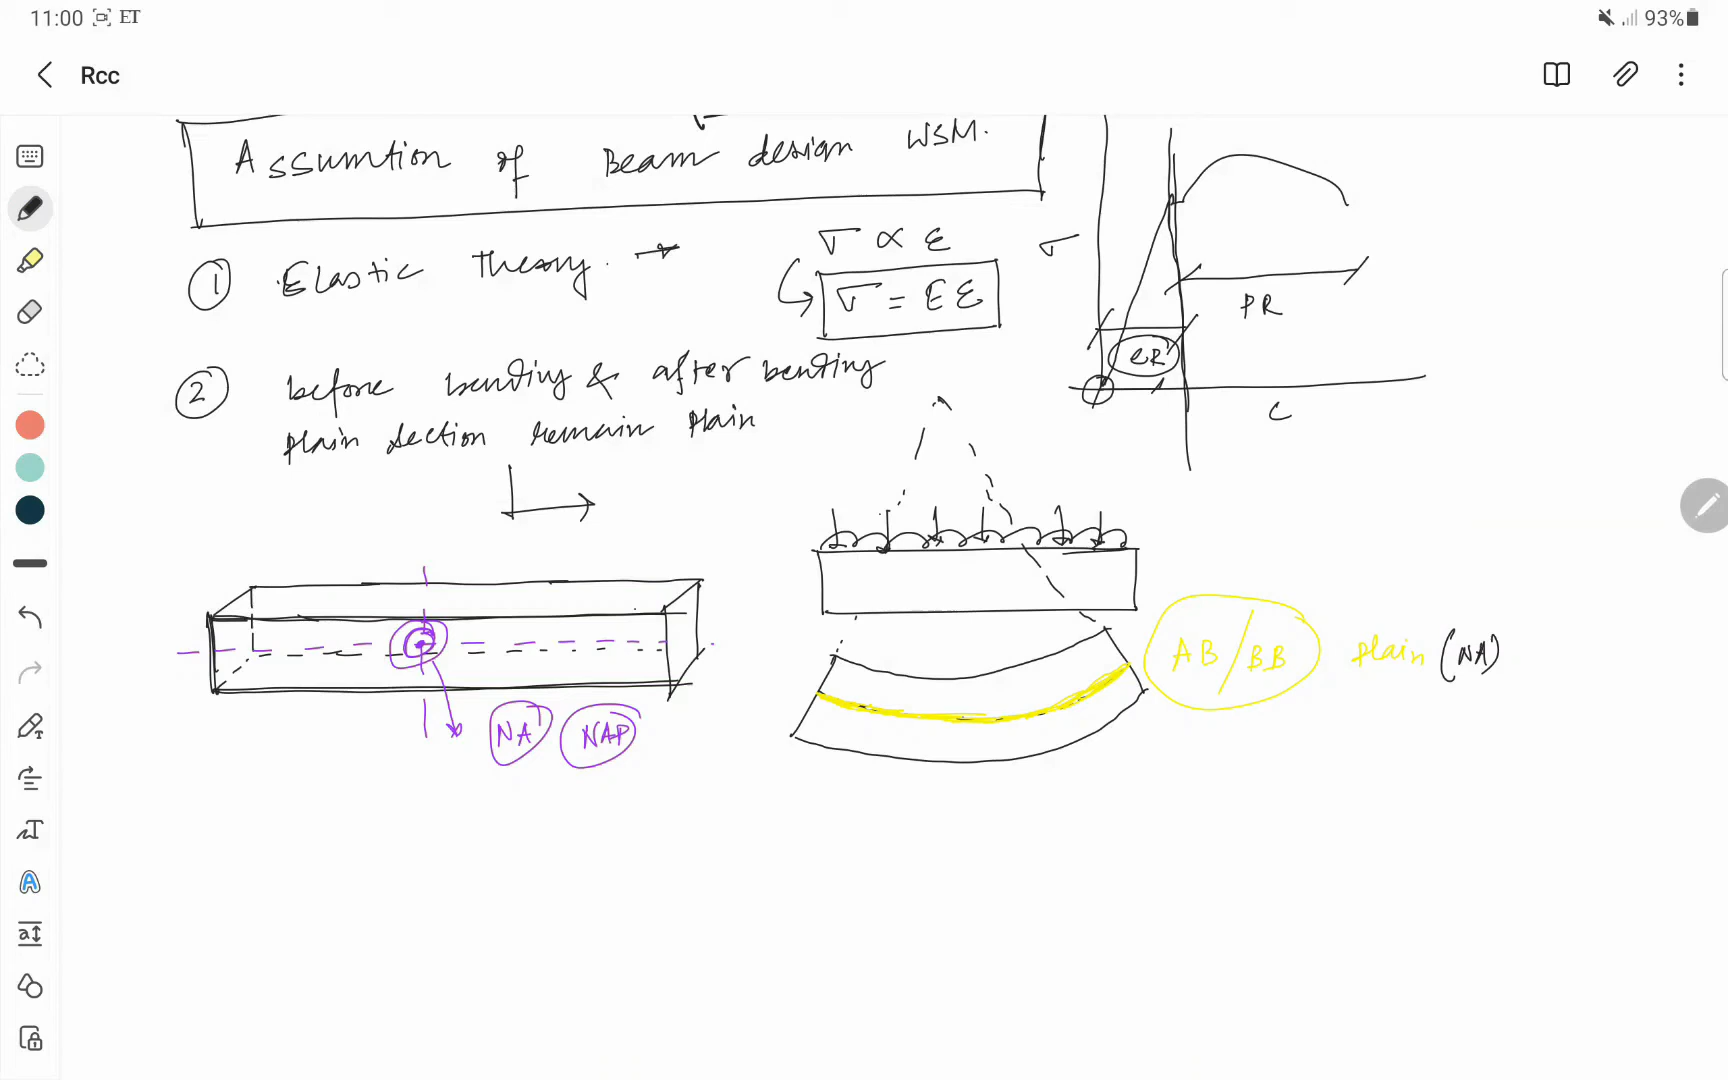 11:00 ET 93%
Rcc
Assumtion of Beam design WSM.
① Elastic theory. →
σ ∝ ε
σ = E ε
σ
PR
eR
② before bending & after bending
plain section remain plain
NA NAP
AB/BB plain (NA)